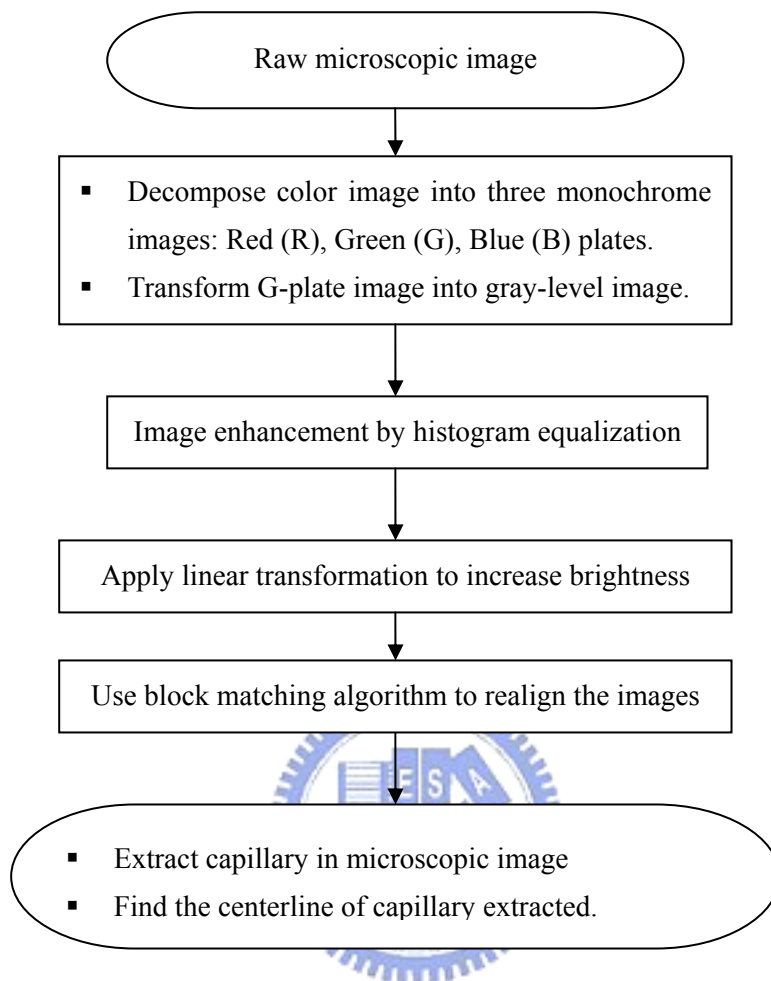 Raw microscopic image
▪ Decompose color image into three monochrome
images: Red (R), Green (G), Blue (B) plates.
▪ Transform G-plate image into gray-level image.
Image enhancement by histogram equalization
Apply linear transformation to increase brightness
Use block matching algorithm to realign the images
E S A
▪ Extract capillary in microscopic image
▪ Find the centerline of capillary extracted.